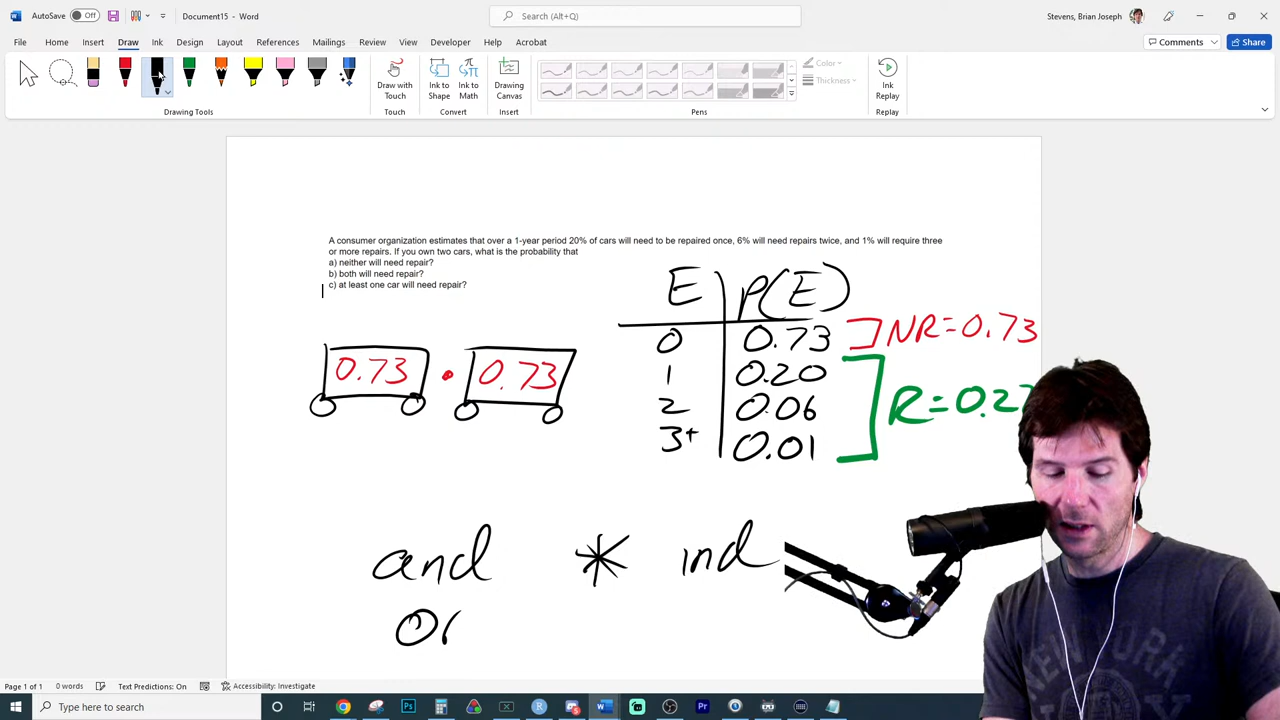 AutoSave Off Document15 - Word Search (Alt+Q) Stevens, Brian Joseph
File Home Insert Draw Ink Design Layout References Mailings Review View Developer Help Acrobat Comments Share
Draw with Touch Ink to Shape Ink to Math Drawing Canvas Color Thickness Ink Replay
Drawing Tools Touch Convert Insert Pens Replay
A consumer organization estimates that over a 1-year period 20% of cars will need to be repaired once, 6% will need repairs twice, and 1% will require three
or more repairs. If you own two cars, what is the probability that
a) neither will need repair?
b) both will need repair?
c) at least one car will need repair?
E P(E)
0 0.73 NR=0.73
0.73 • 0.73
1 0.20
2 0.06 R=0.2
3+ 0.01
and * ind
or
Page 1 of 1 0 words Text Predictions: On Accessibility: Investigate
Type here to search